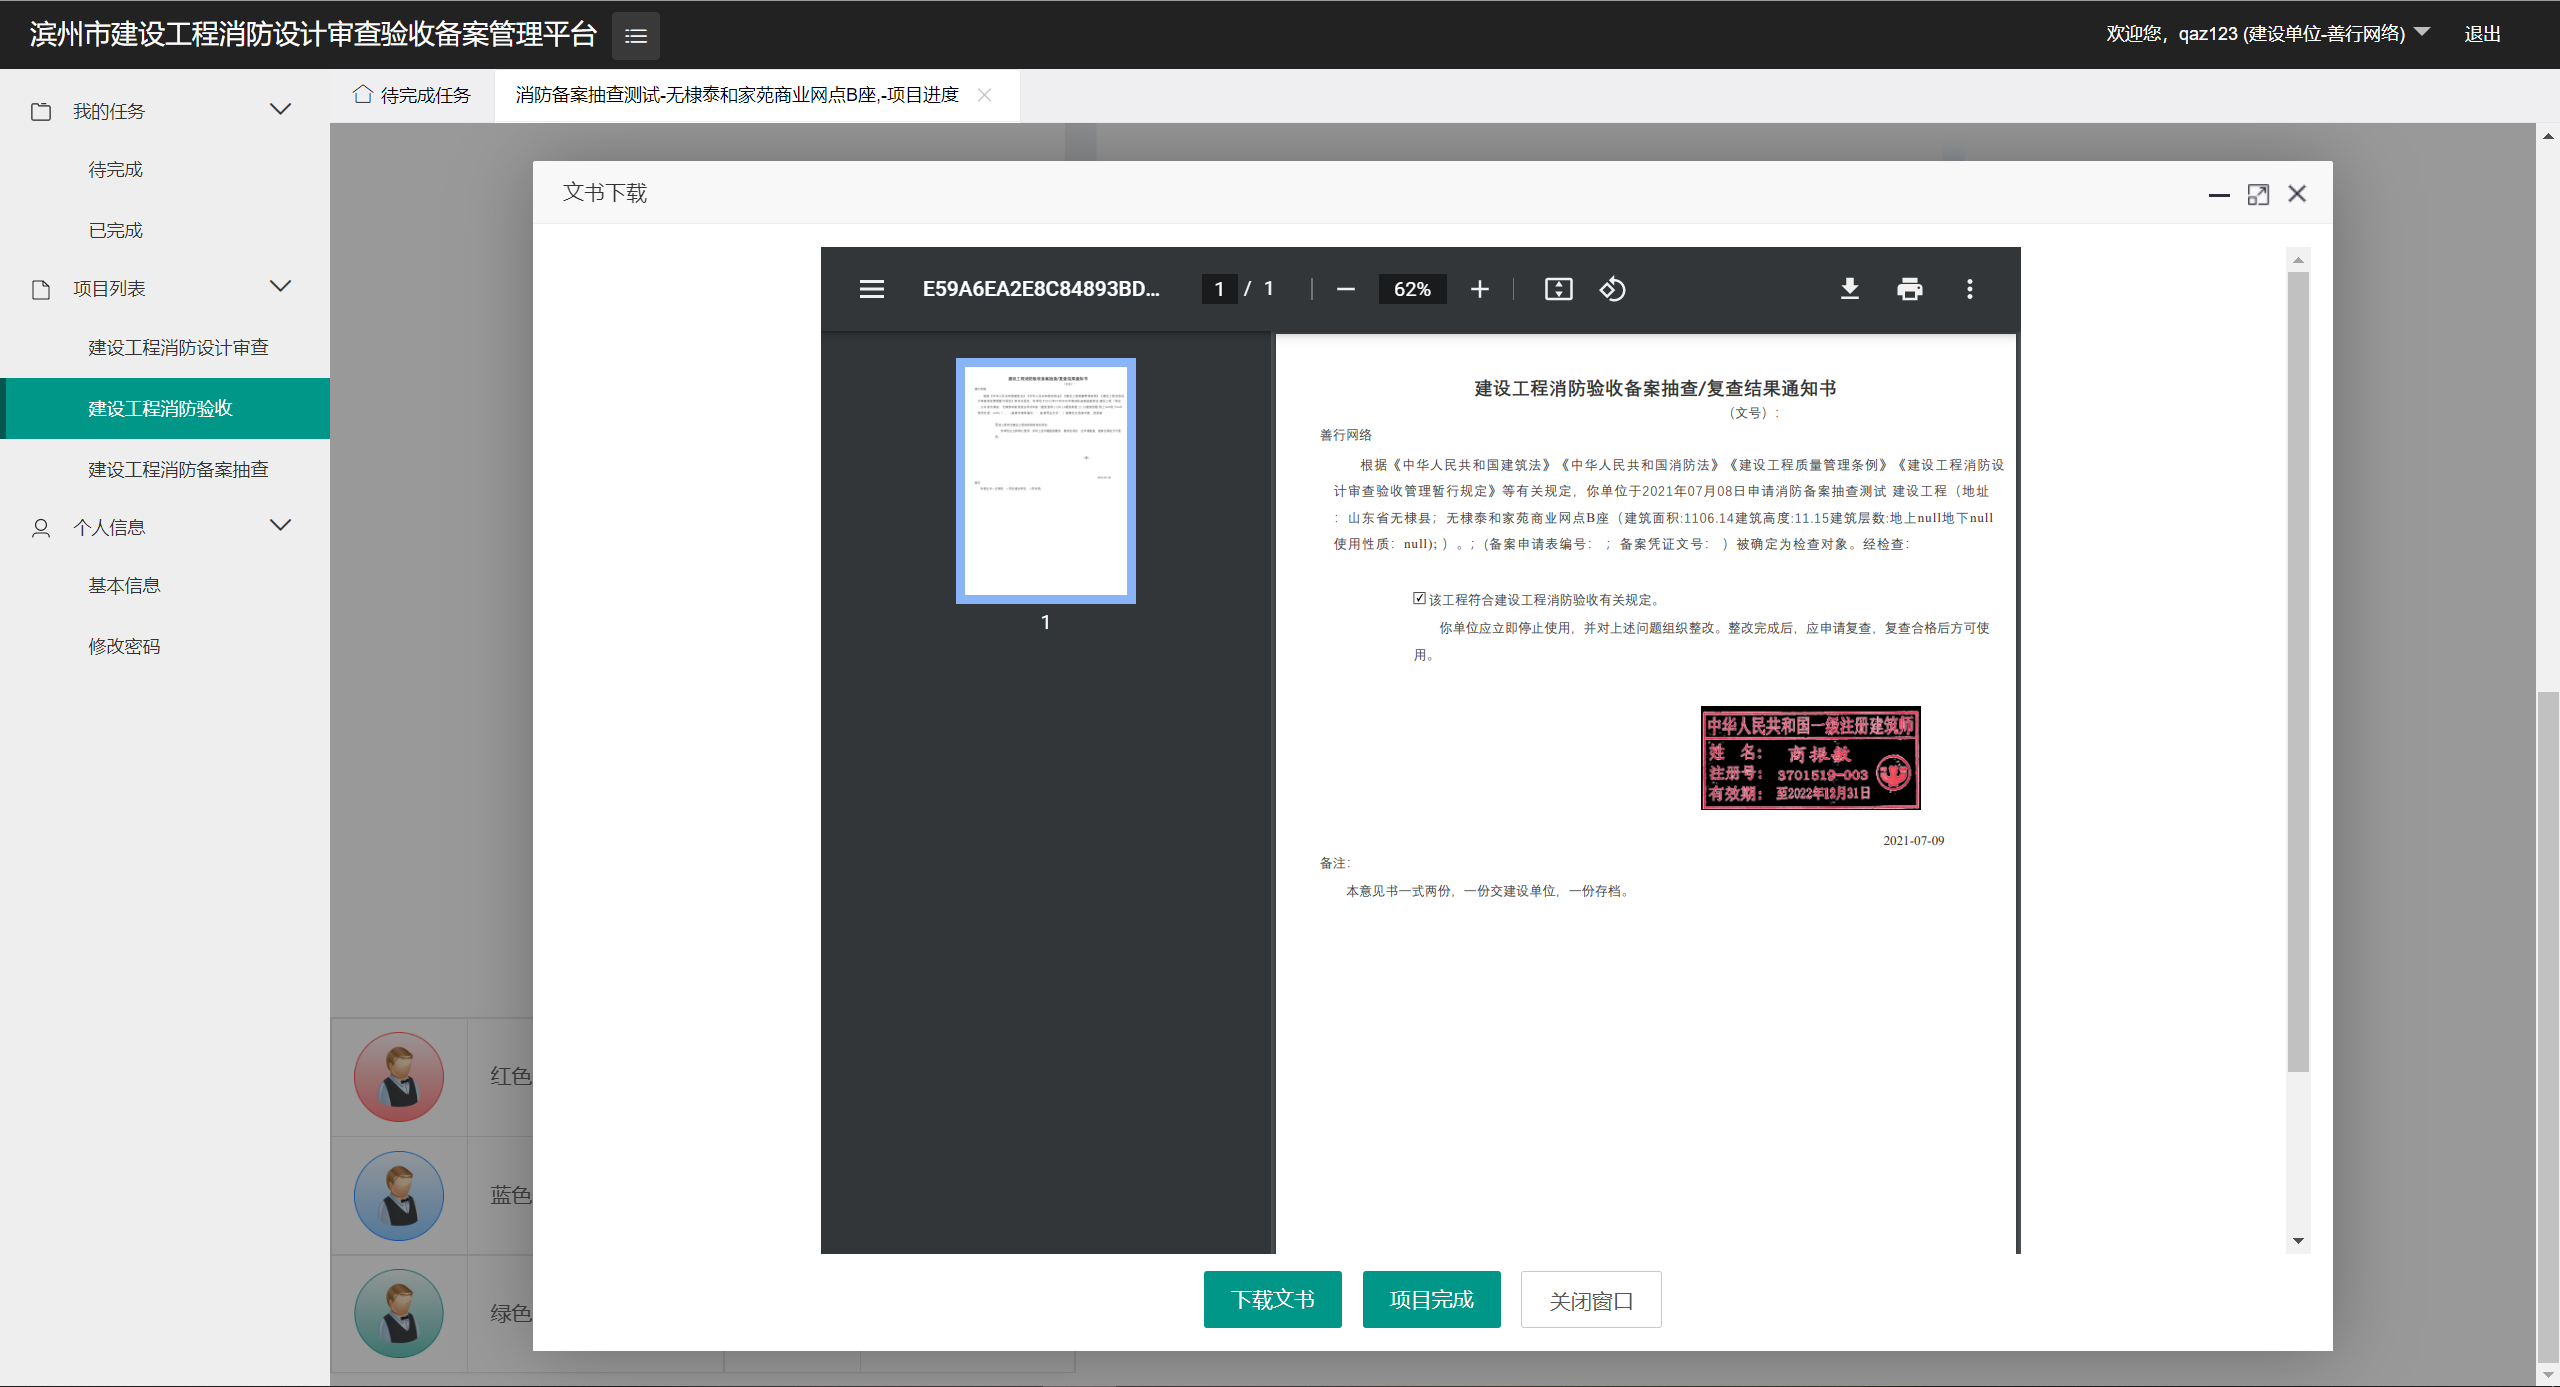 滨州市建设工程消防设计审查验收备案管理平台
欢迎您，qaz123 (建设单位-善行网络)
退出
我的任务
待完成
已完成
项目列表
建设工程消防设计审查
建设工程消防验收
建设工程消防备案抽查
个人信息
基本信息
修改密码
待完成任务
消防备案抽查测试-无棣泰和家苑商业网点B座,-项目进度
文书下载
E59A6EA2E8C84893BD...
1 / 1
62%
1
建设工程消防验收备案抽查/复查结果通知书
（文号）：
善行网络
根据《中华人民共和国建筑法》《中华人民共和国消防法》《建设工程质量管理条例》《建设工程消防设
计审查验收管理暂行规定》等有关规定，你单位于2021年07月08日申请消防备案抽查测试 建设工程（地址
：山东省无棣县；无棣泰和家苑商业网点B座（建筑面积:1106.14建筑高度:11.15建筑层数:地上null地下null
使用性质：null); ）。；(备案申请表编号： ；备案凭证文号： ）被确定为检查对象。经检查：
☑该工程符合建设工程消防验收有关规定。
你单位应立即停止使用，并对上述问题组织整改。整改完成后，应申请复查，复查合格后方可使
用。
中华人民共和国一级注册建筑师
姓 名： 商振敏
注册号： 3701519-003
有效期： 至2022年12月31日
2021-07-09
备注：
本意见书一式两份，一份交建设单位，一份存档。
红色
蓝色
绿色
下载文书
项目完成
关闭窗口